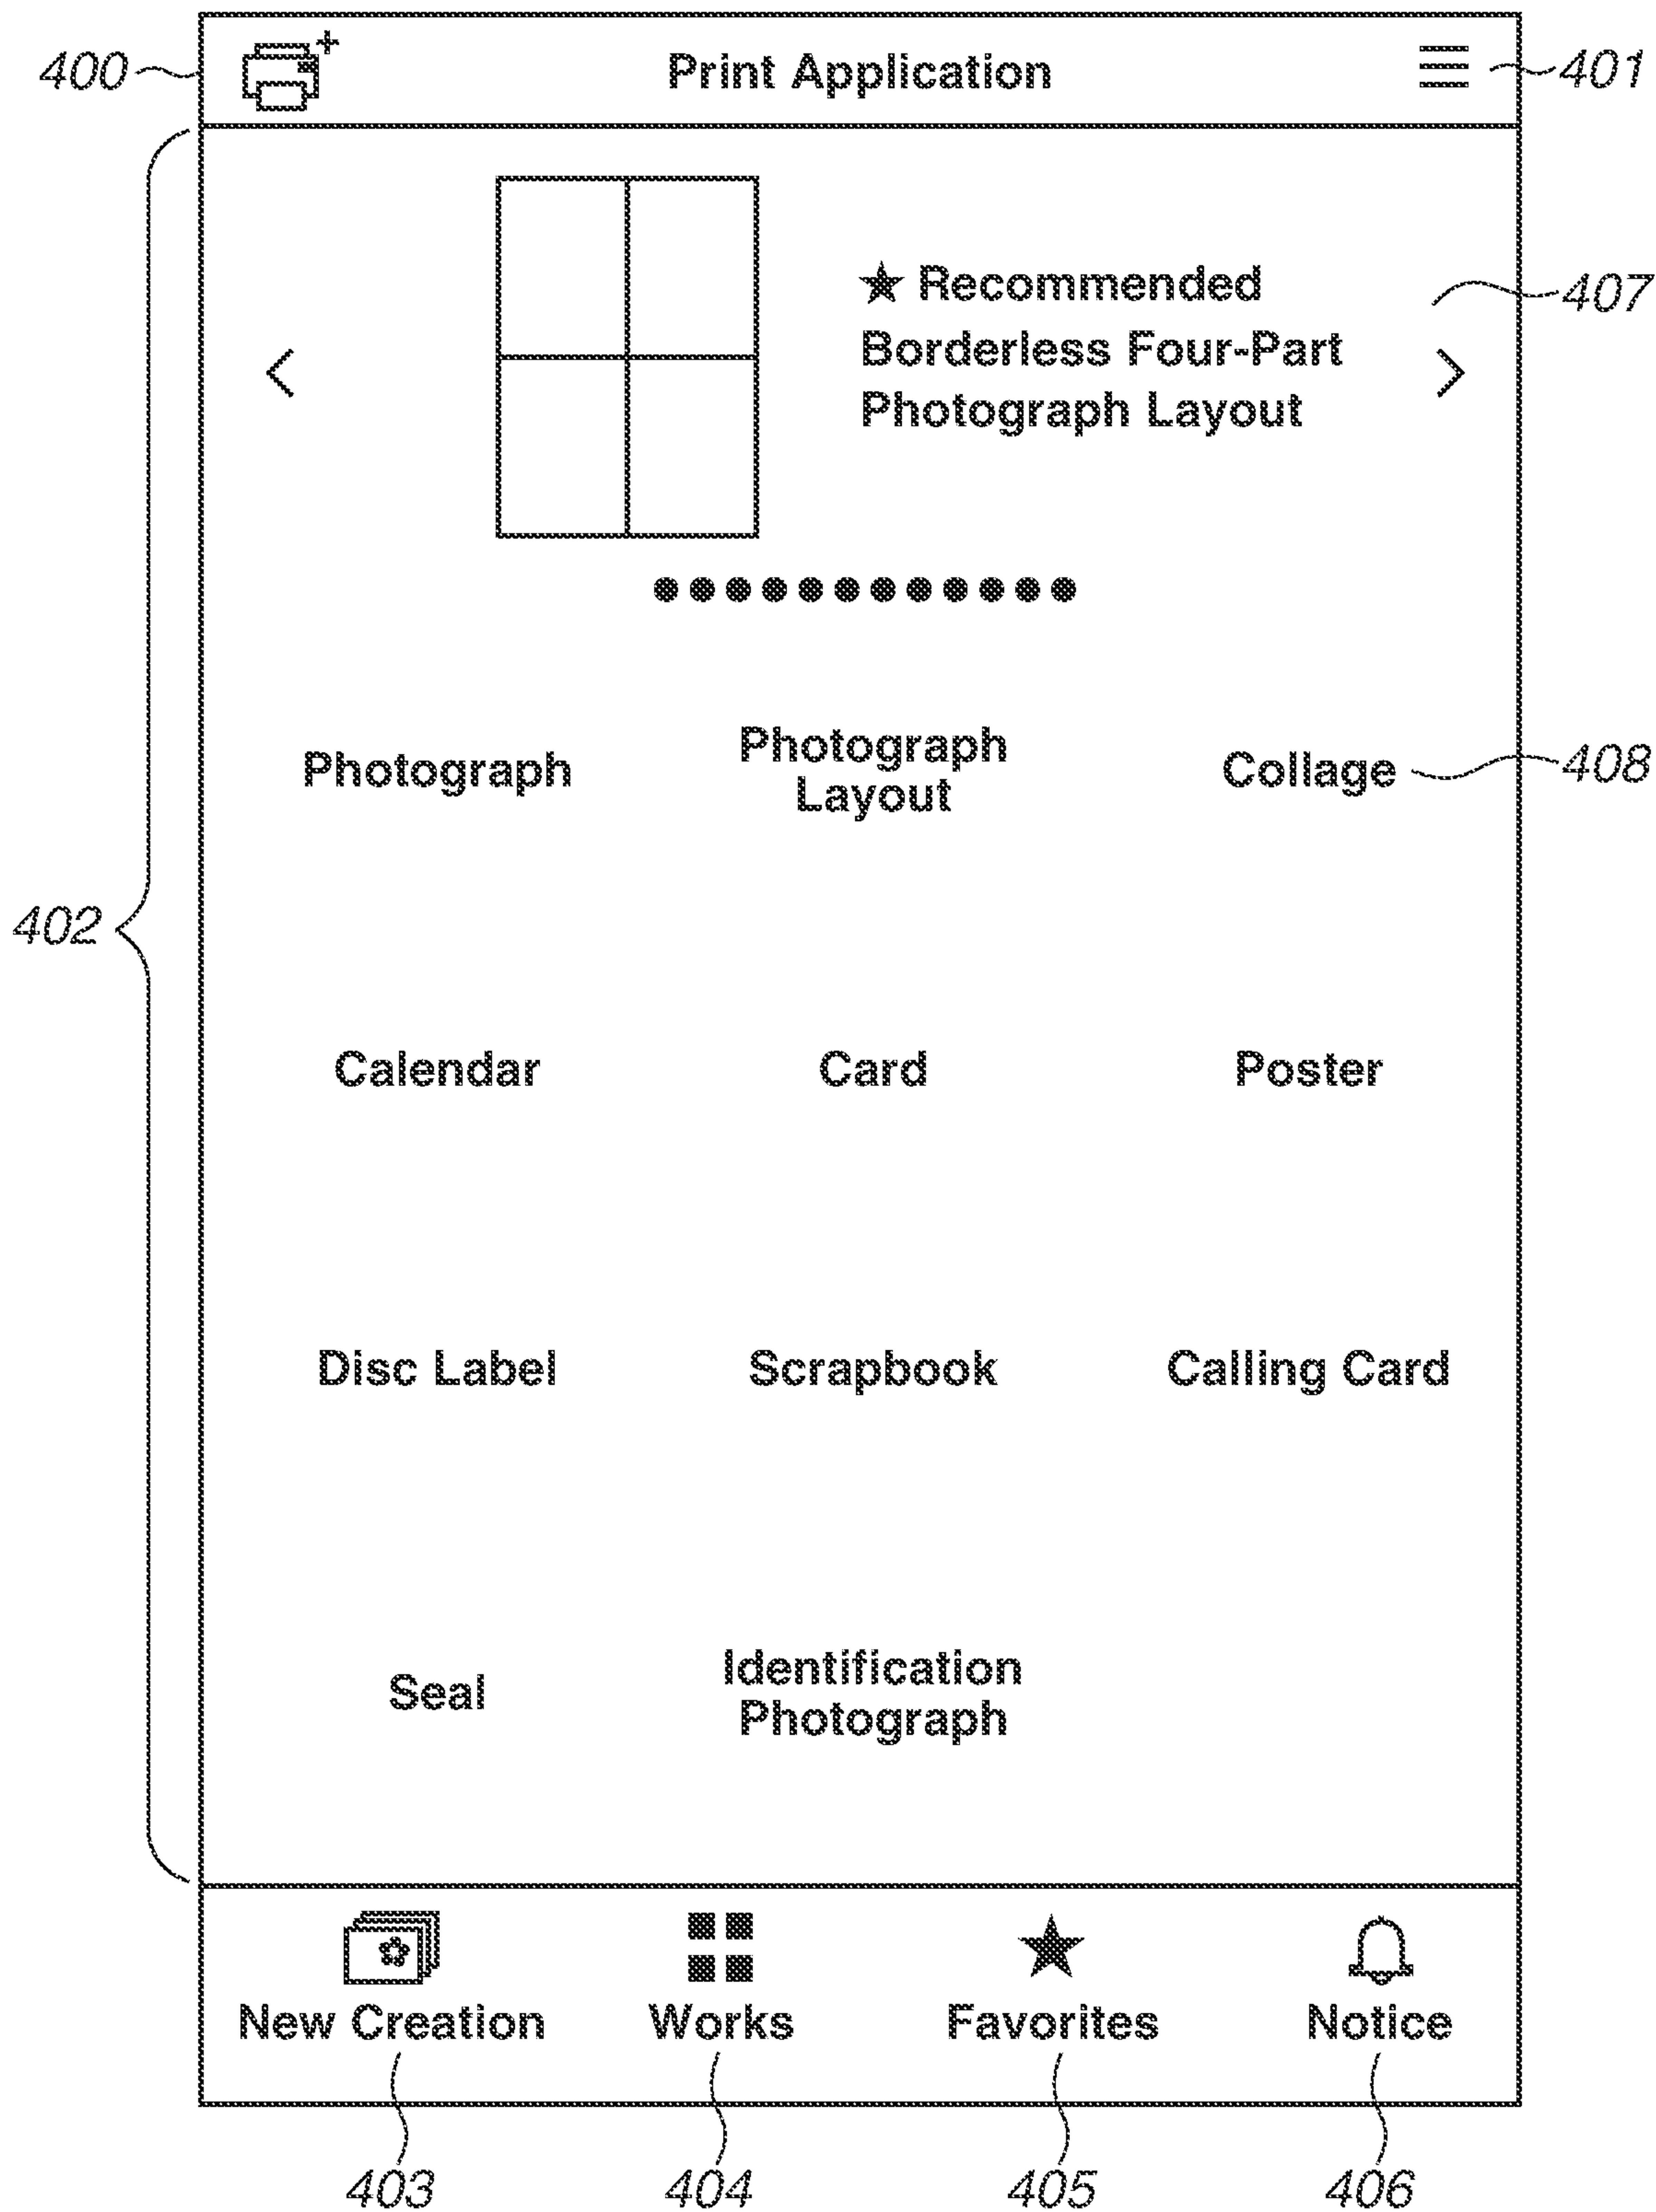 400 Print Application 401
★ Recommended 407
Borderless Four-Part
Photograph Layout
Photograph
Photograph
Layout
Collage 408
402
Calendar Card Poster
Disc Label Scrapbook Calling Card
Seal
Identification
Photograph
New Creation Works Favorites Notice
403 404 405 406